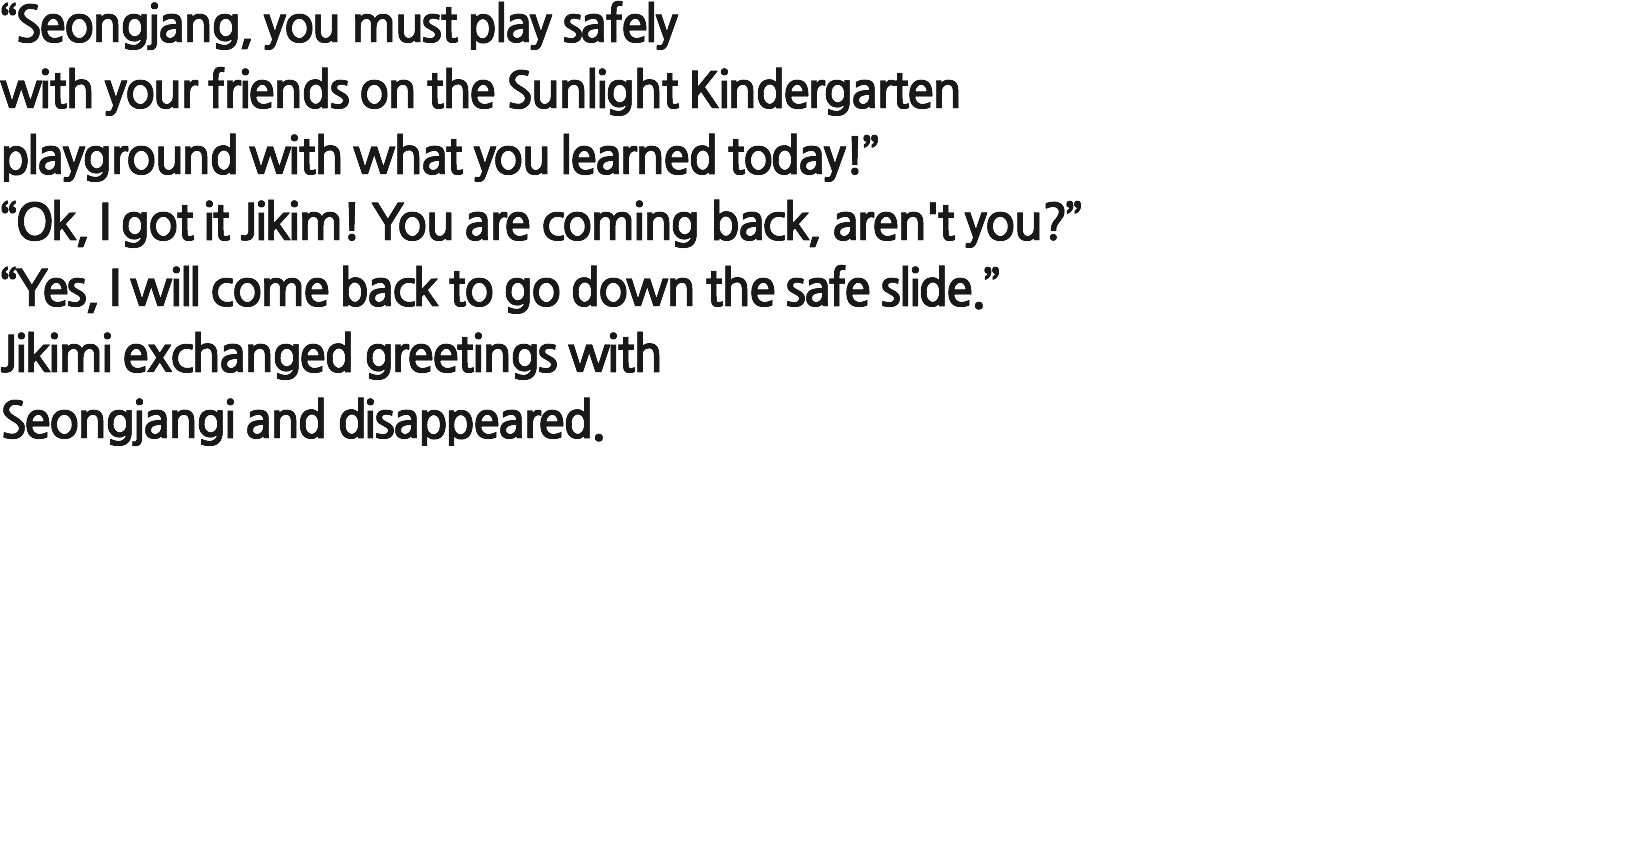 “Seongjang, you must play safely
with your friends on the Sunlight Kindergarten
playground with what you learned today!”
“Ok, I got it Jikim! You are coming back, aren't you?”
“Yes, I will come back to go down the safe slide.”
Jikimi exchanged greetings with
Seongjangi and disappeared.